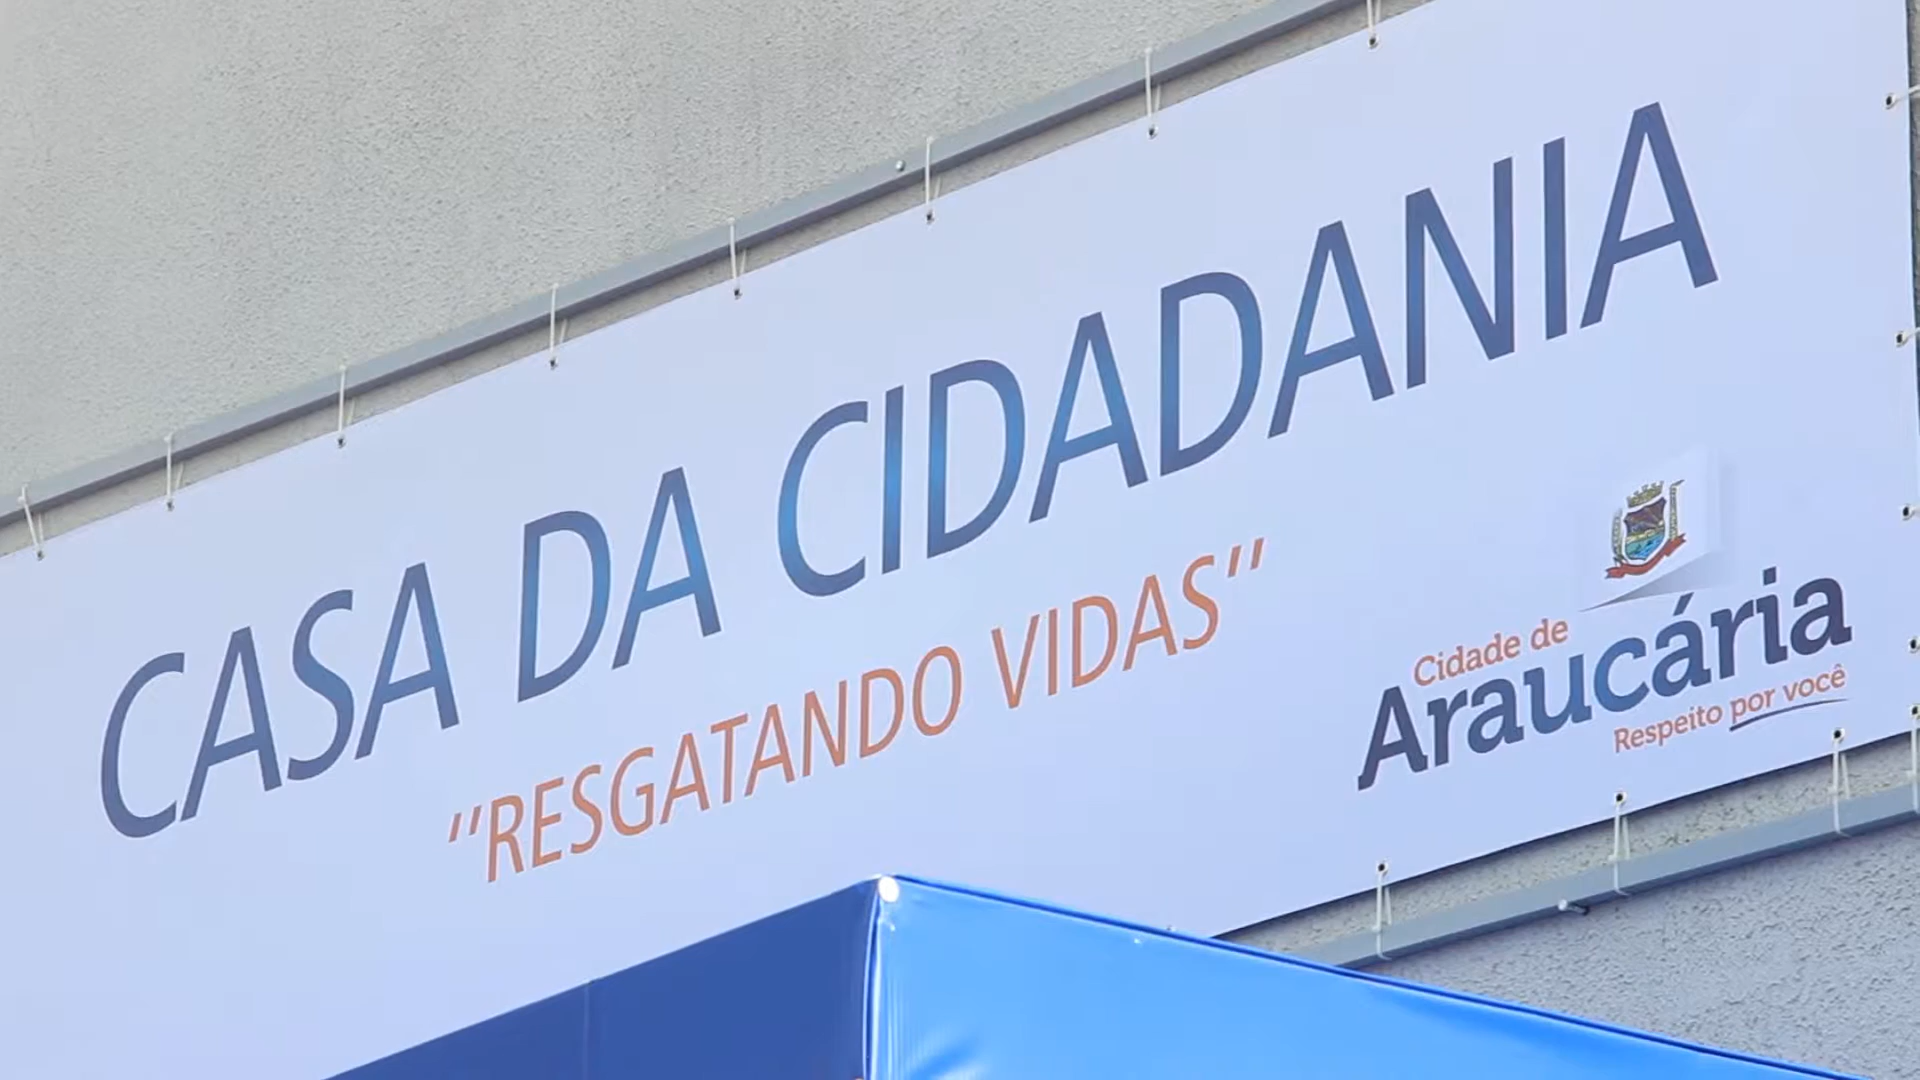 CASA DA CIDADANIA
"RESGATANDO VIDAS"
Cidade de
Araucária
Respeito por você